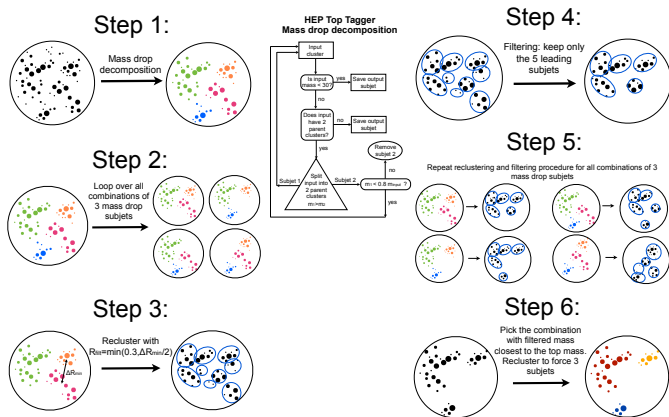 Step 1:
Mass drop
decomposition
HEP Top Tagger
Mass drop decomposition
Input
cluster
Is input
mass < 30?
yes
Save output
subjet
no
Does input
have 2
parent
clusters?
no
Save output
subjet
yes
Remove
subjet 2
no
Subjet 1
Split
input into
2 parent
clusters
m₁>m₂
Subjet 2
m₁ < 0.8 minput ?
yes
Step 2:
Loop over all
combinations of
3 mass drop
subjets
Step 3:
ΔRmin
Recluster with
Rfilt=min(0.3,ΔRmin/2)
Step 4:
Filtering: keep only
the 5 leading
subjets
Step 5:
Repeat reclustering and filtering procedure for all combinations of 3
mass drop subjets
Step 6:
Pick the combination
with filtered mass
closest to the top mass.
Recluster to force 3
subjets